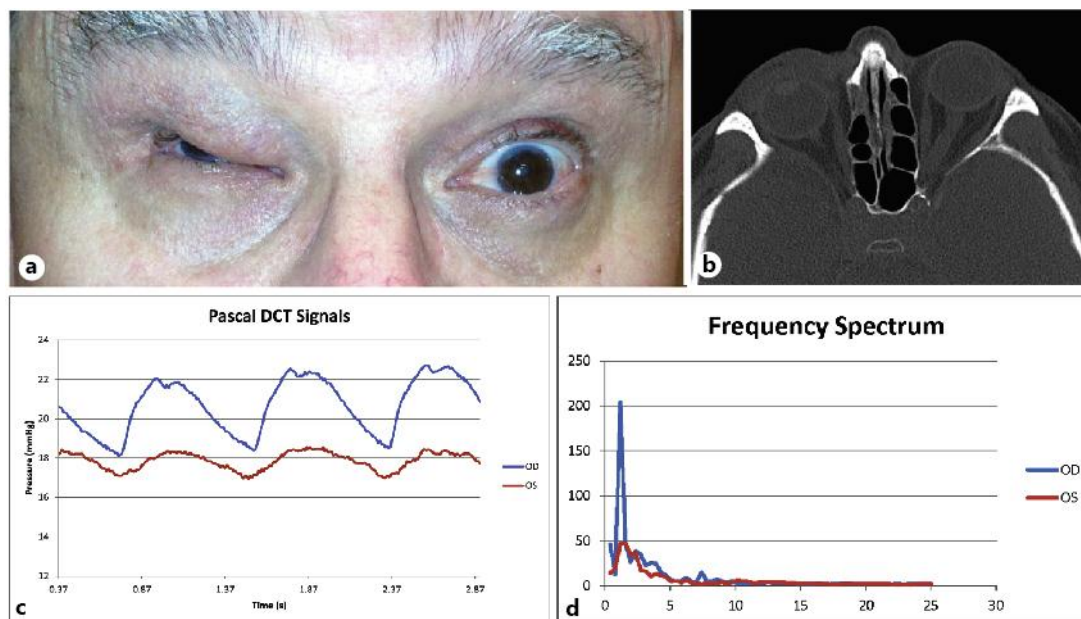 a
b
Pascal DCT Signals
24
22
20
18
16
14
12
Pressure (mmHg)
0.37
0.87
1.37
1.87
2.37
2.87
Time (s)
OD
OS
c
Frequency Spectrum
250
200
150
100
50
0
0
5
10
15
20
25
30
OD
OS
d